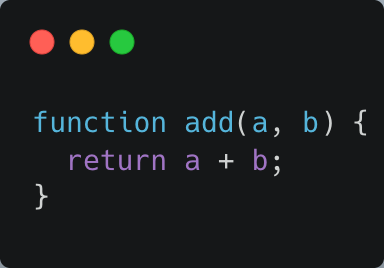 function add(a, b) {
  return a + b;
}